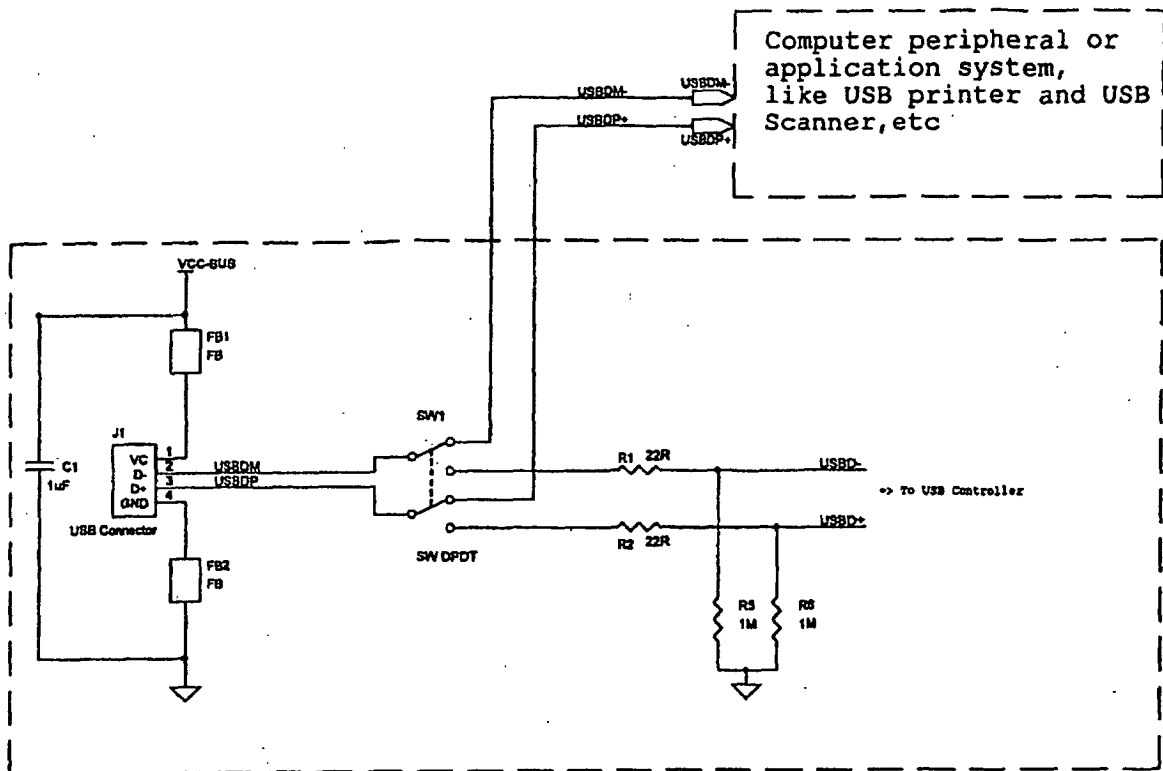 Computer peripheral or
application system,
like USB printer and USB
Scanner,etc
USBDM-
USBDM-
USBDP+
USBDP+
VCC-BUS
FB1
FB
J1
VC
D-
D+
GND
1
2
3
4
USB Connector
C1
1uF
USBDM
USBDP
FB2
FB
SW1
SW DPDT
R1 22R
R2 22R
USBD-
=> To USB Controller
USBD+
R5
1M
R6
1M